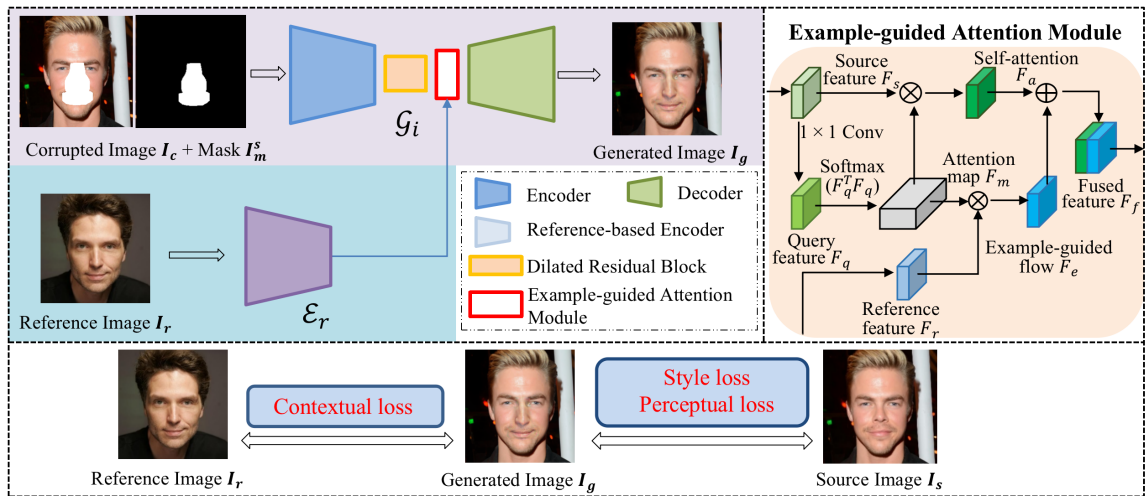 Corrupted Image I_c + Mask I_m^s
G_i
Generated Image I_g
Reference Image I_r
E_r
Encoder
Decoder
Reference-based Encoder
Dilated Residual Block
Example-guided Attention
Module
Example-guided Attention Module
Source
feature F_s
Self-attention
F_a
1 × 1 Conv
Softmax
(F_q^T F_q)
Attention
map F_m
Fused
feature F_f
Query
feature F_q
Example-guided
flow F_e
Reference
feature F_r
Contextual loss
Style loss
Perceptual loss
Reference Image I_r
Generated Image I_g
Source Image I_s